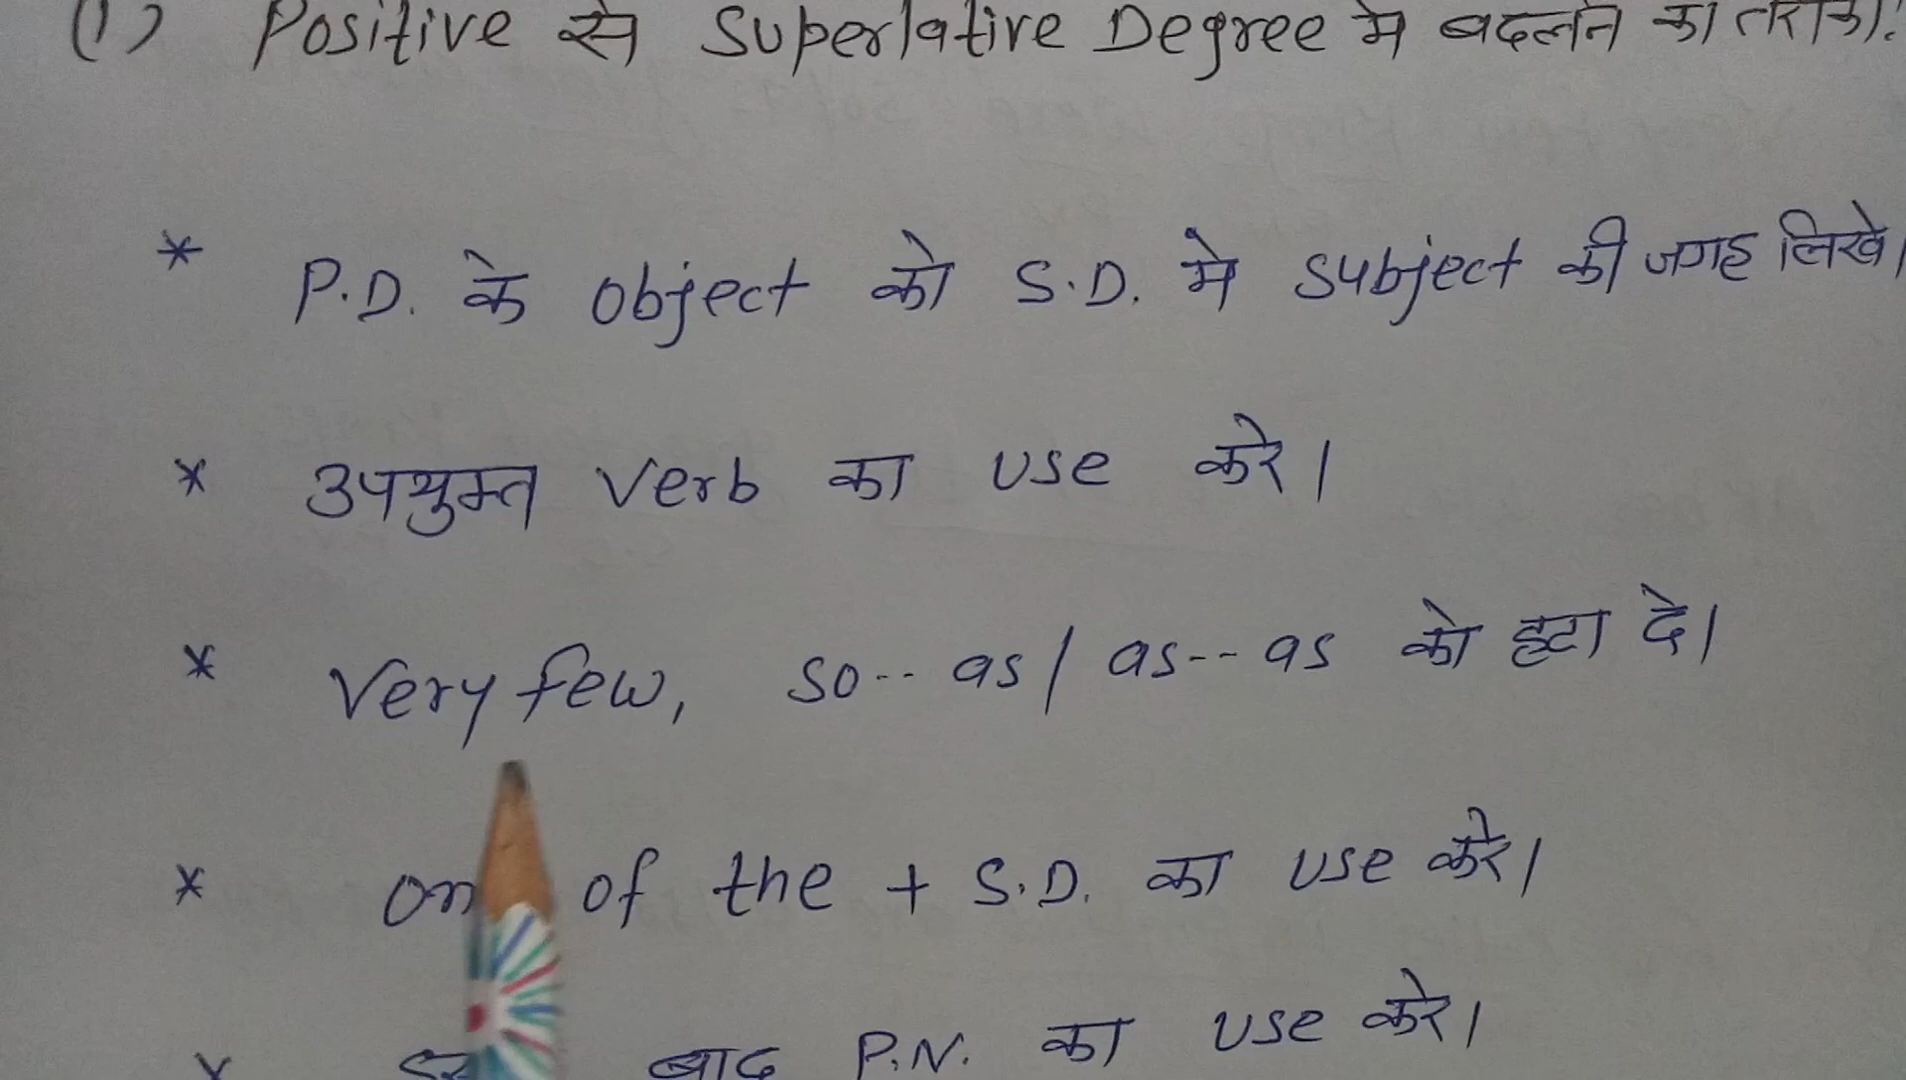 (1) Positive से Superlative Degree मे बदलने का तरीका:
* P.D. के object को S.D. मे subject की जगह लिखे।
* उपयुक्त verb का use करे।
* Very few, so-- as / as-- as को हटा दे।
* of the + S.D. का use करे।
* बाद P.N. का use करे।